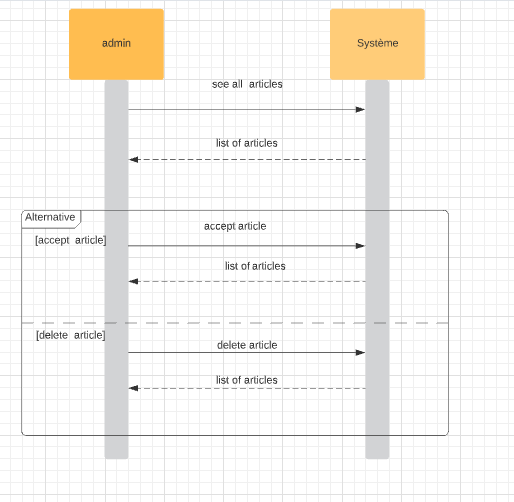 admin
Système
see all articles
list of articles
Alternative
accept article
[accept article]
list of articles
[delete article]
delete article
list of articles